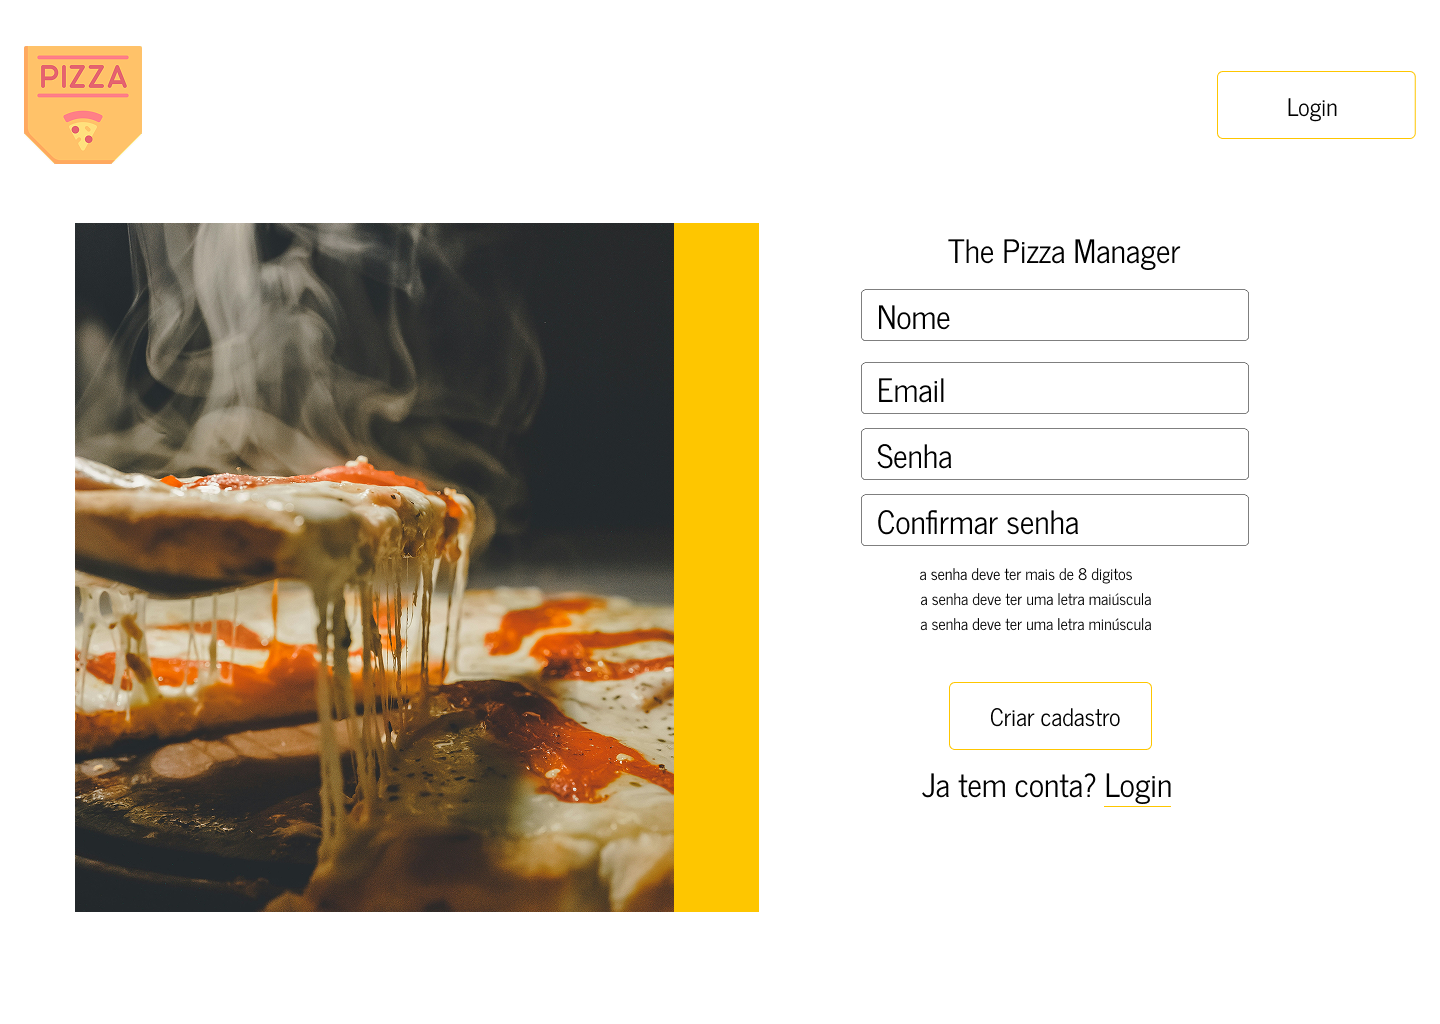 PIZZA
Login
The Pizza Manager
Nome
Email
Senha
Confirmar senha
a senha deve ter mais de 8 digitos
a senha deve ter uma letra maiúscula
a senha deve ter uma letra minúscula
Criar cadastro
Ja tem conta? Login